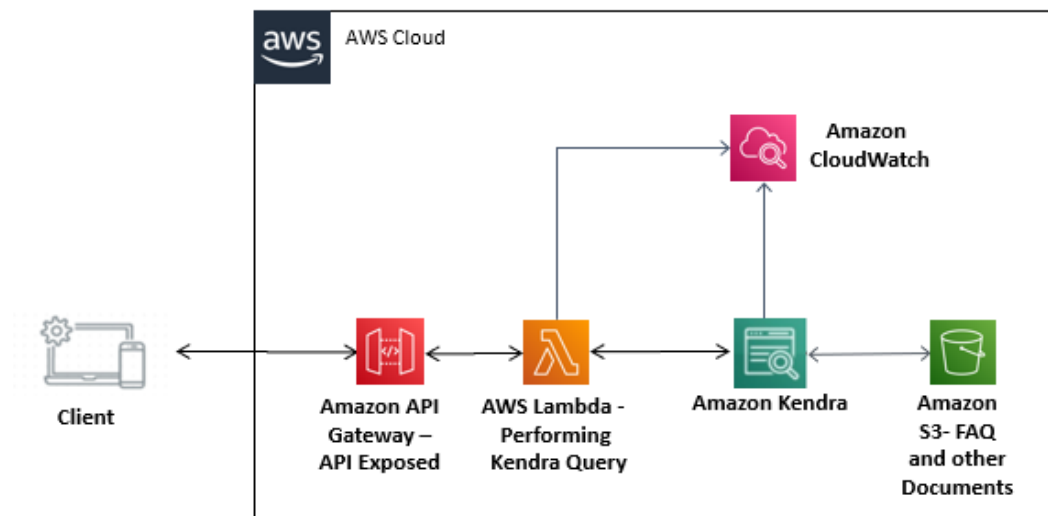 aws
AWS Cloud
Amazon
CloudWatch
Client
</>
Amazon API
Gateway –
API Exposed
AWS Lambda -
Performing
Kendra Query
Amazon Kendra
Amazon
S3- FAQ
and other
Documents